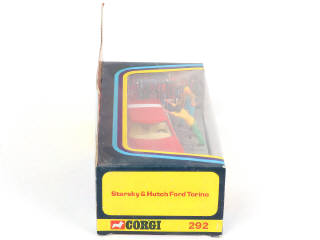 Starsky & Hutch Ford Torino
CORGI 292